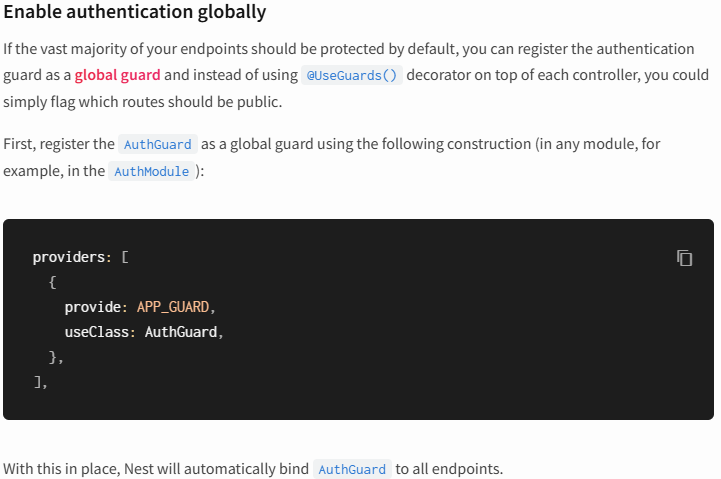 Enable authentication globally
If the vast majority of your endpoints should be protected by default, you can register the authentication
guard as a global guard and instead of using @UseGuards() decorator on top of each controller, you could
simply flag which routes should be public.
First, register the AuthGuard as a global guard using the following construction (in any module, for
example, in the AuthModule ):
providers: [
  {
    provide: APP_GUARD,
    useClass: AuthGuard,
  },
],
With this in place, Nest will automatically bind AuthGuard to all endpoints.